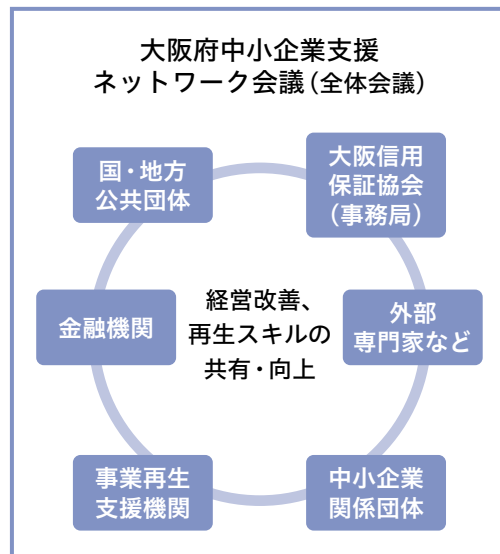 大阪府中小企業支援
ネットワーク会議（全体会議）
国・地方
公共団体
大阪信用
保証協会
（事務局）
金融機関
経営改善、
再生スキルの
共有・向上
外部
専門家など
事業再生
支援機関
中小企業
関係団体